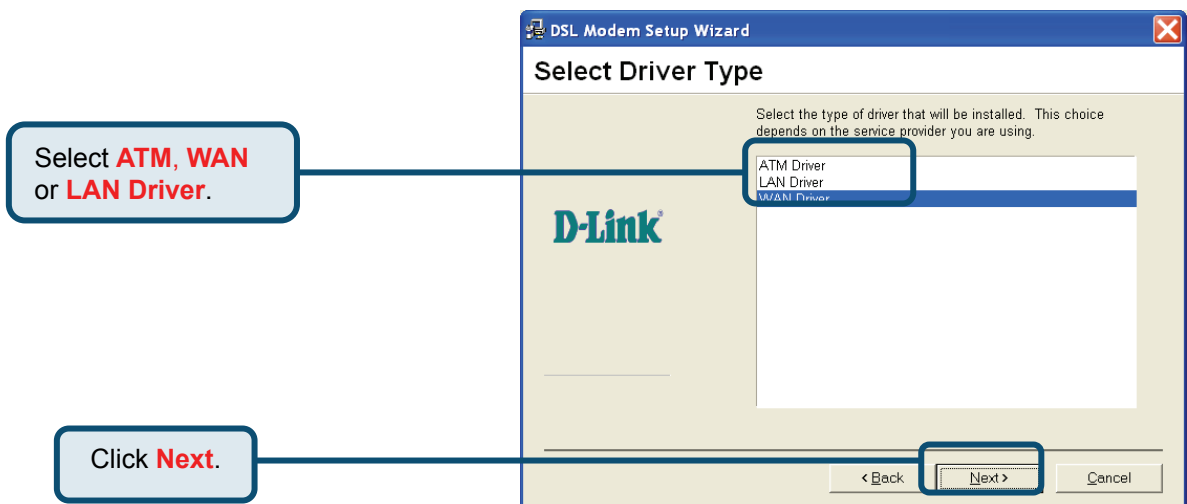 DSL Modem Setup Wizard
Select Driver Type
Select the type of driver that will be installed. This choice
depends on the service provider you are using.
Select ATM, WAN
or LAN Driver.
ATM Driver
LAN Driver
WAN Driver
D-Link®
Click Next.
< Back
Next >
Cancel